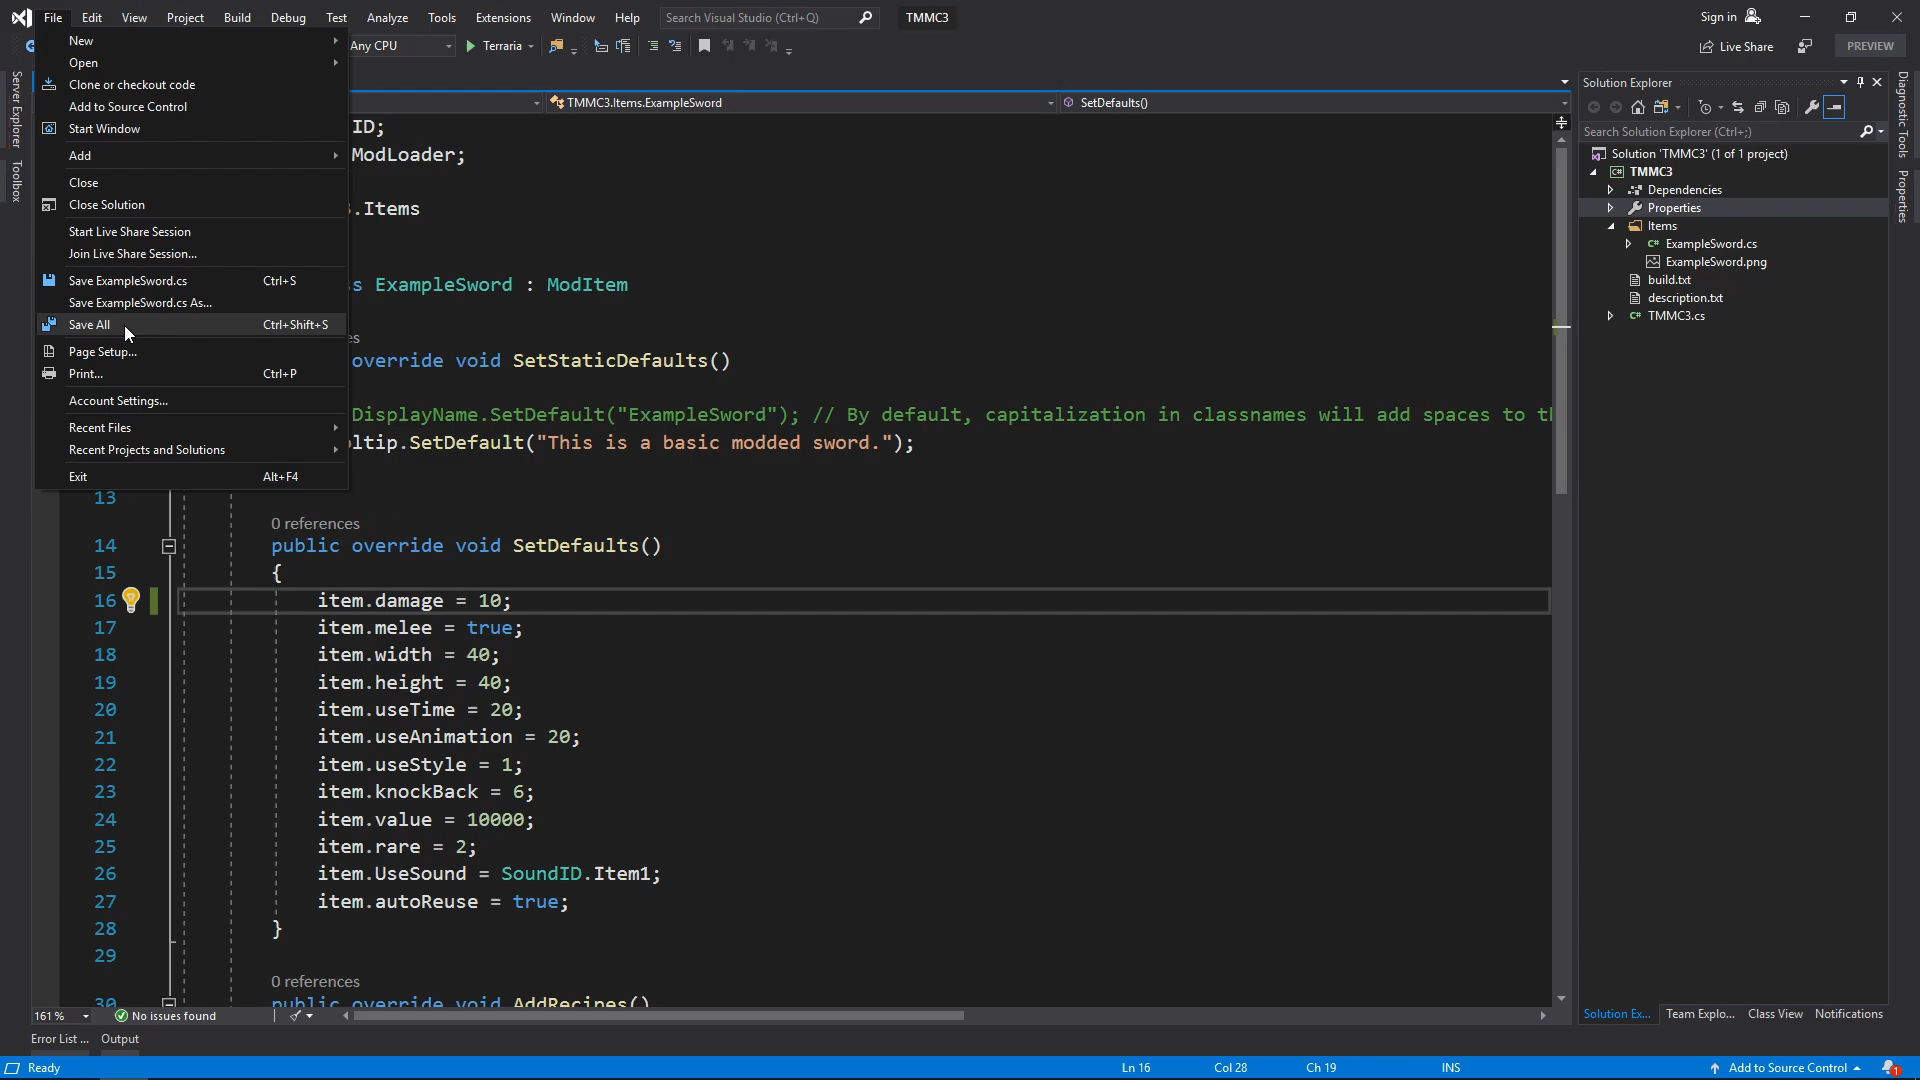 File Edit View Project Build Debug Test Analyze Tools Extensions Window Help Search Visual Studio (Ctrl+Q) TMMC3 Sign in
Any CPU Terraria Live Share PREVIEW
New
Open
Clone or checkout code
Add to Source Control
Start Window
Add
Close
Close Solution
Start Live Share Session
Join Live Share Session...
Save ExampleSword.cs Ctrl+S
Save ExampleSword.cs As...
Save All Ctrl+Shift+S
Page Setup...
Print... Ctrl+P
Account Settings...
Recent Files
Recent Projects and Solutions
Exit Alt+F4
Server Explorer
Toolbox
TMMC3.Items.ExampleSword SetDefaults()
ID;
ModLoader;
.Items
s ExampleSword : ModItem
es
override void SetStaticDefaults()
DisplayName.SetDefault("ExampleSword"); // By default, capitalization in classnames will add spaces to t
ltip.SetDefault("This is a basic modded sword.");
13
0 references
14 public override void SetDefaults()
15 {
16 item.damage = 10;
17 item.melee = true;
18 item.width = 40;
19 item.height = 40;
20 item.useTime = 20;
21 item.useAnimation = 20;
22 item.useStyle = 1;
23 item.knockBack = 6;
24 item.value = 10000;
25 item.rare = 2;
26 item.UseSound = SoundID.Item1;
27 item.autoReuse = true;
28 }
29
0 references
30 public override void AddRecipes()
161 % No issues found
Error List ... Output
Solution Explorer
Search Solution Explorer (Ctrl+;)
Solution 'TMMC3' (1 of 1 project)
TMMC3
Dependencies
Properties
Items
ExampleSword.cs
ExampleSword.png
build.txt
description.txt
TMMC3.cs
Solution Ex... Team Explo... Class View Notifications
Diagnostic Tools
Properties
Ready Ln 16 Col 28 Ch 19 INS Add to Source Control 1